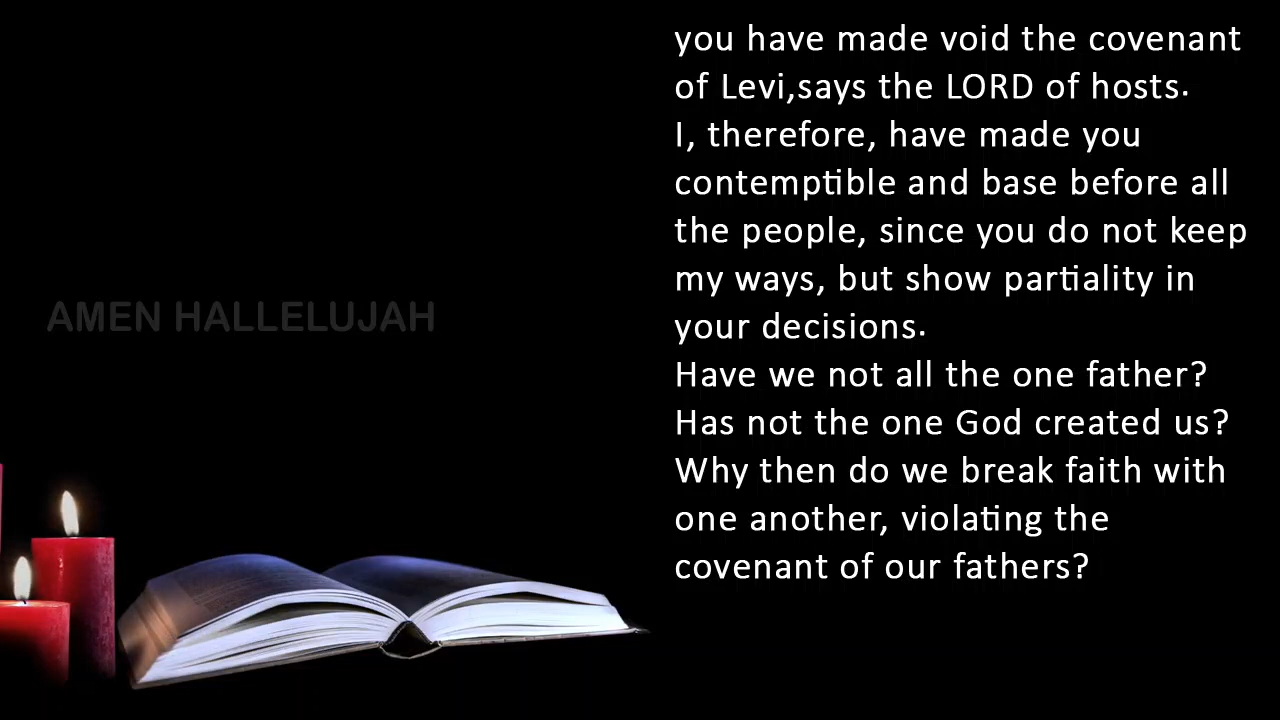 you have made void the covenant
of Levi,says the LORD of hosts.
I, therefore, have made you
contemptible and base before all
the people, since you do not keep
my ways, but show partiality in
your decisions.
Have we not all the one father?
Has not the one God created us?
Why then do we break faith with
one another, violating the
covenant of our fathers?
AMEN HALLELUJAH